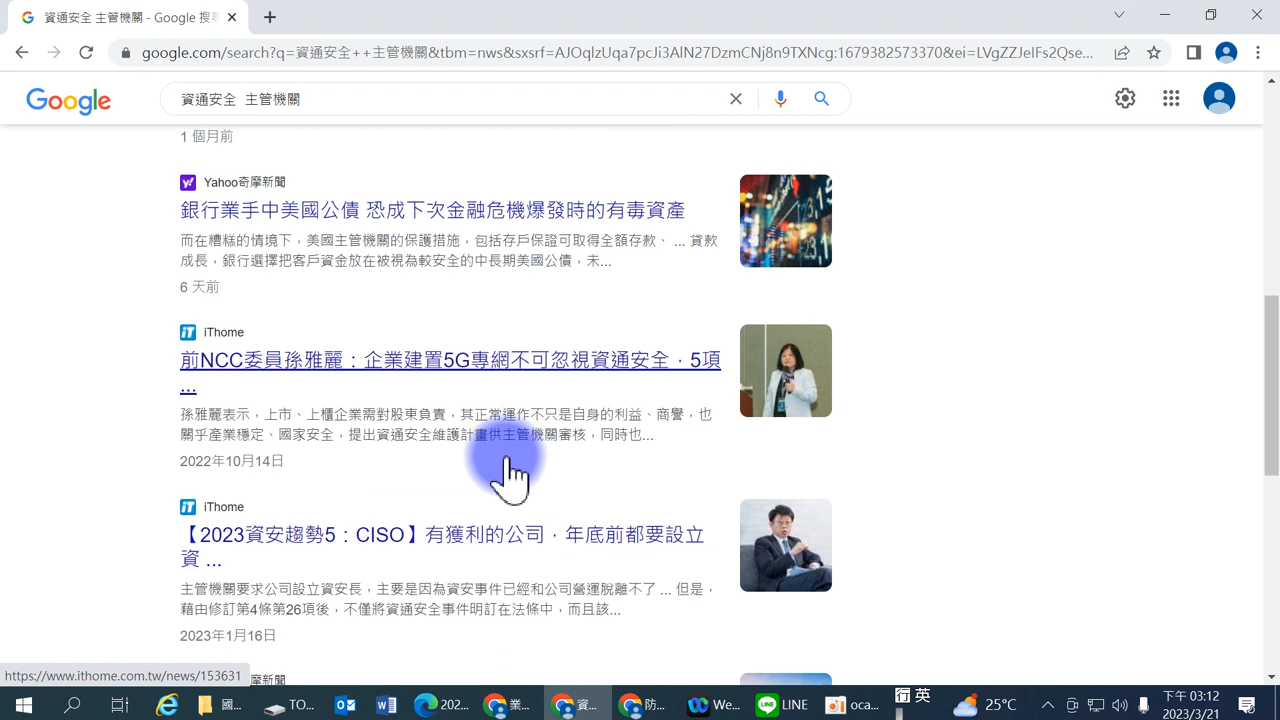 資通安全 主管機關 - Google 搜尋
google.com/search?q=資通安全++主管機關&tbm=nws&sxsrf=AJOqlzUqa7pcJi3AlN27DzmCNj8n9TXNcg:1679382573370&ei=LVgZZJeIFs2Qse...
Google
資通安全 主管機關
1 個月前
Yahoo奇摩新聞
銀行業手中美國公債 恐成下次金融危機爆發時的有毒資產
而在糟糕的情境下，美國主管機關的保護措施，包括存戶保證可取得全額存款、 ... 貸款
成長，銀行選擇把客戶資金放在被視為較安全的中長期美國公債，未...
6 天前
iThome
前NCC委員孫雅麗：企業建置5G專網不可忽視資通安全，5項
...
孫雅麗表示，上市、上櫃企業需對股東負責，其正常運作不只是自身的利益、商譽，也
關乎產業穩定、國家安全，提出資通安全維護計畫供主管機關審核，同時也...
2022年10月14日
iThome
【2023資安趨勢5：CISO】有獲利的公司，年底前都要設立
資 ...
主管機關要求公司設立資安長，主要是因為資安事件已經和公司營運脫離不了 ... 但是，
藉由修訂第4條第26項後，不僅將資通安全事件明訂在法條中，而且該...
2023年1月16日
https://www.ithome.com.tw/news/153631
摩新聞
國... TO... 202... 業... 資... 防... We... LINE oca... 行 英 25°C 下午 03:12
2023/3/21